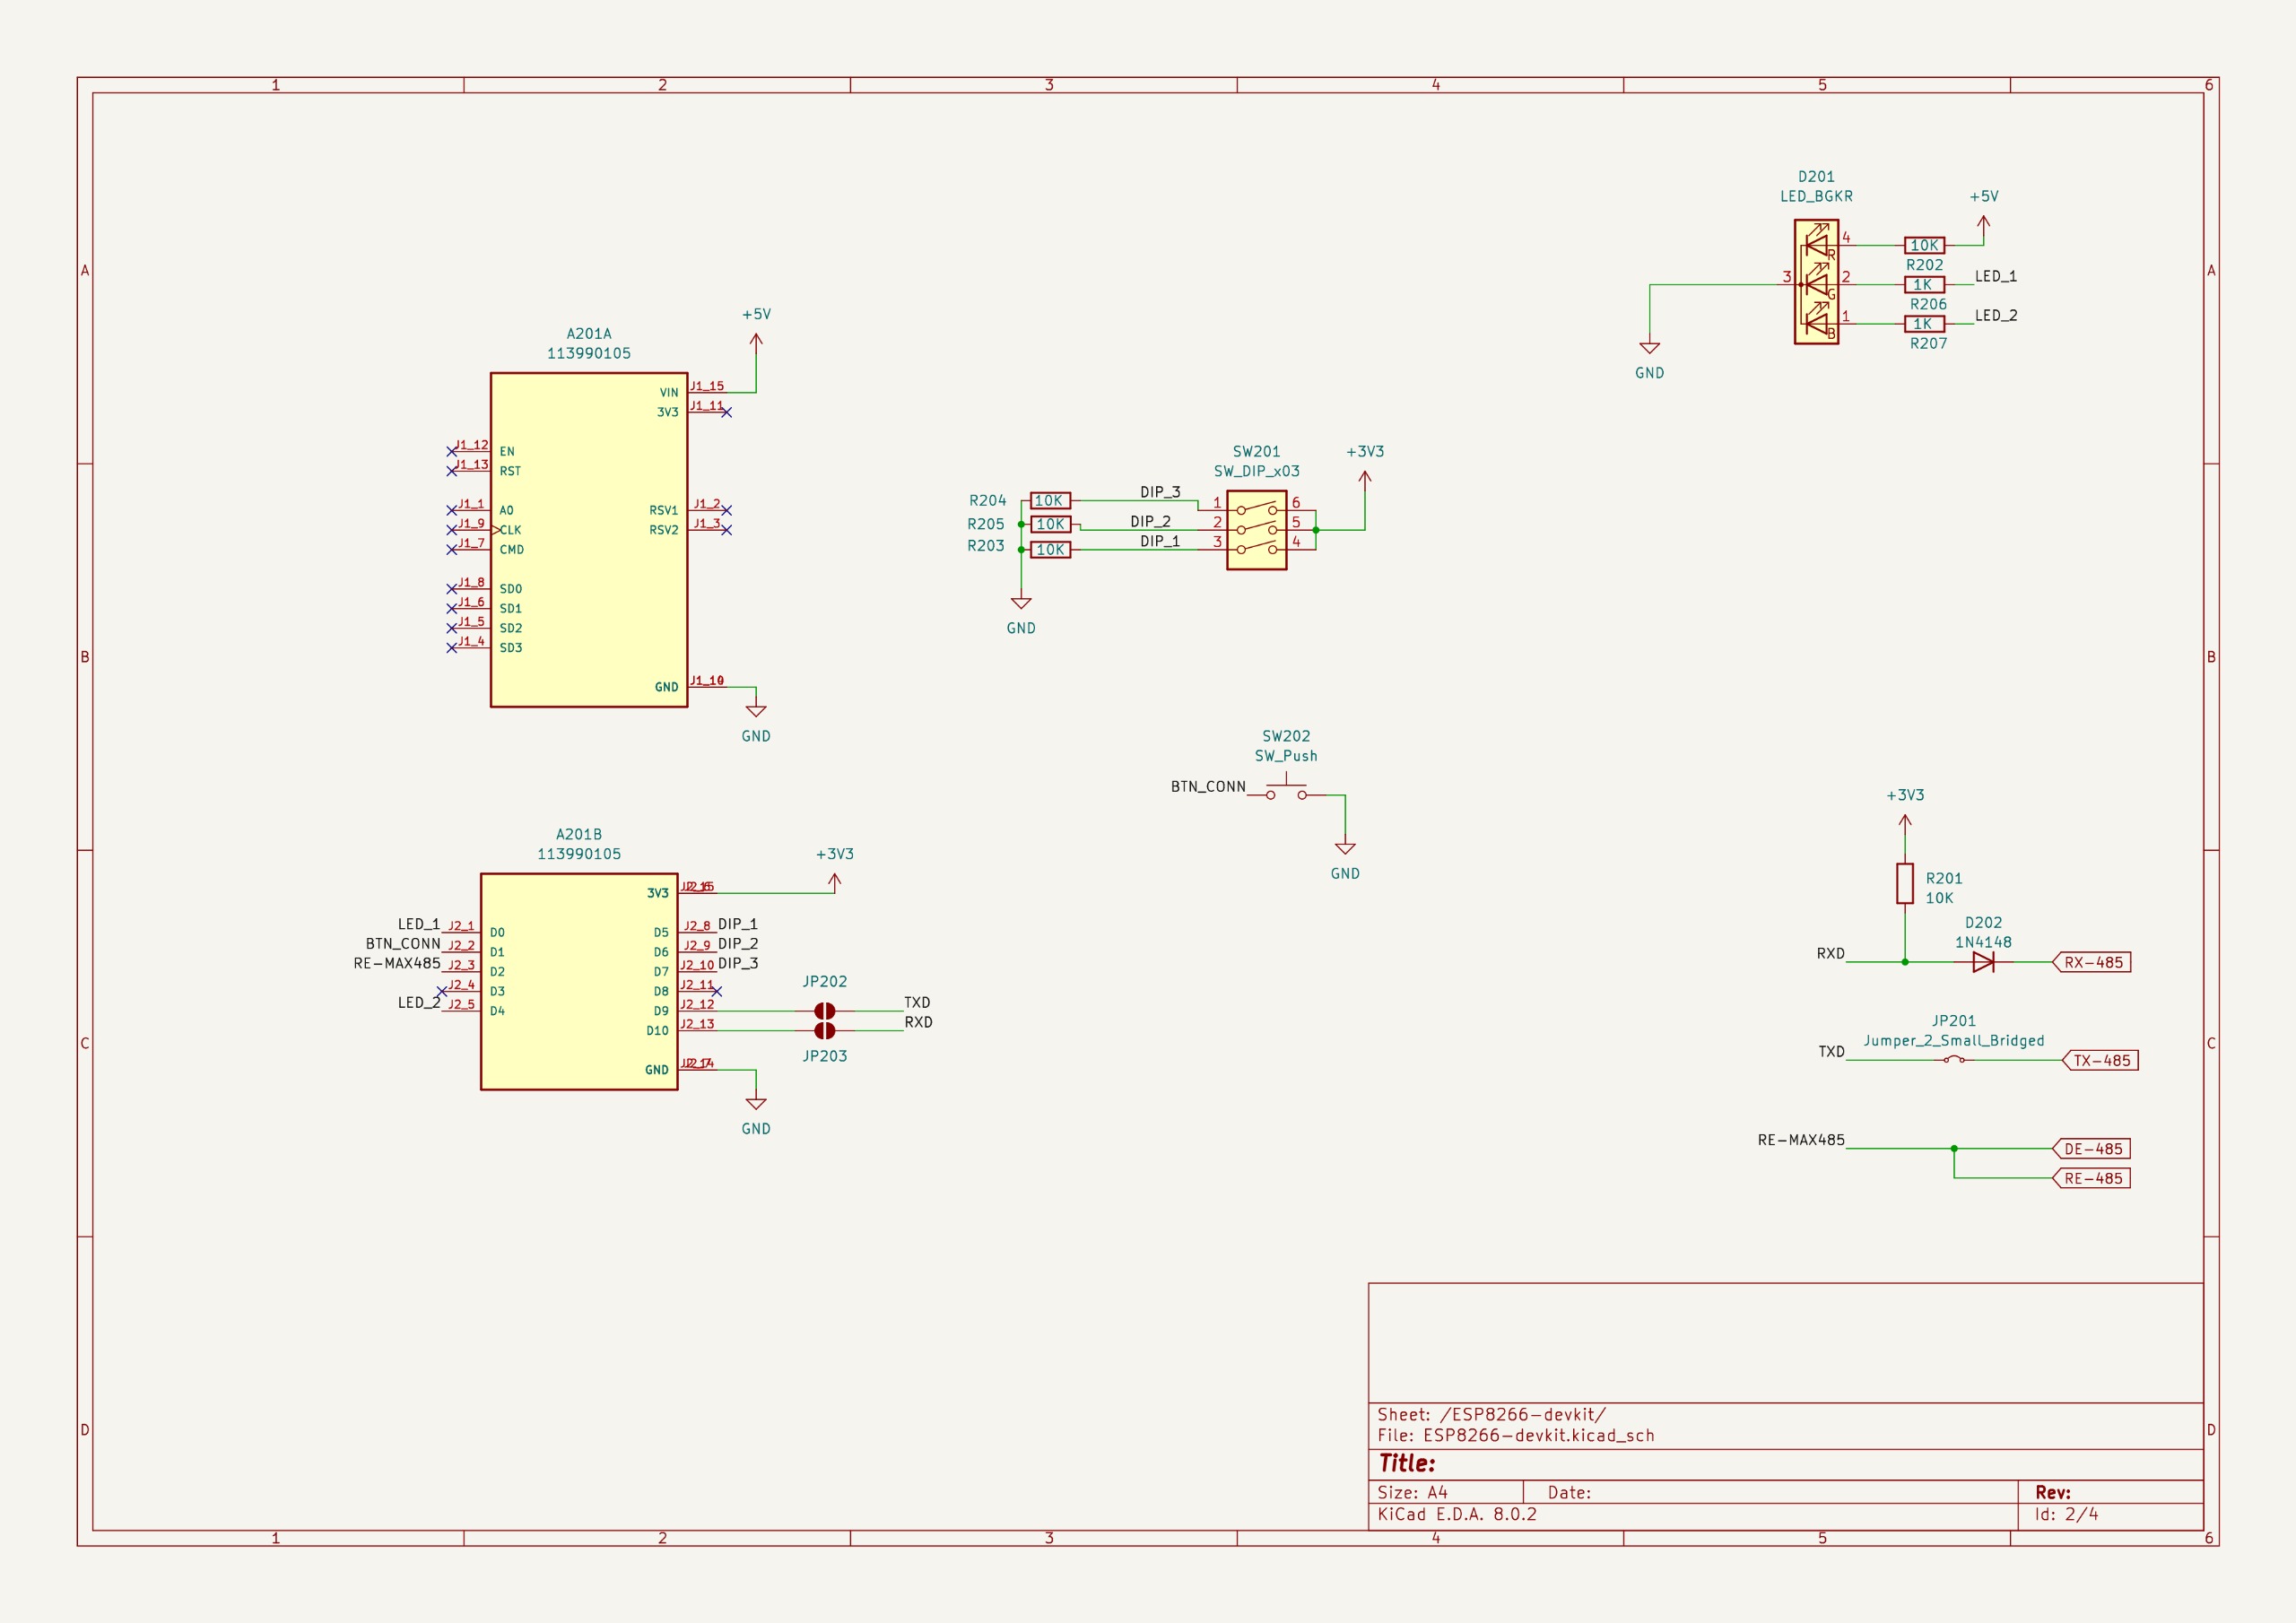 1 2 3 4 5 6
A A
D201
LED_BGKR
+5V
4 10K
R
R202
3 2 1K LED_1
G
R206
1 1K LED_2
B
R207
GND
+5V
A201A
113990105
VIN J1_15
3V3 J1_11
J1_12 EN
J1_13 RST
J1_1 A0 RSV1 J1_2
J1_9 CLK RSV2 J1_3
J1_7 CMD
J1_8 SD0
J1_6 SD1
J1_5 SD2
J1_4 SD3
GND J1_10
GND
SW201
SW_DIP_x03
+3V3
R204 10K DIP_3 1 6
R205 10K DIP_2 2 5
R203 10K DIP_1 3 4
GND
B B
SW202
SW_Push
BTN_CONN
GND
A201B
113990105
+3V3
3V3 J2_15
LED_1 J2_1 D0 D5 J2_8 DIP_1
BTN_CONN J2_2 D1 D6 J2_9 DIP_2
RE-MAX485 J2_3 D2 D7 J2_10 DIP_3
J2_4 D3 D8 J2_11
JP202
LED_2 J2_5 D4 D9 J2_12 TXD
D10 J2_13 RXD
JP203
GND J2_14
GND
+3V3
R201
10K
D202
1N4148
RXD RX-485
JP201
Jumper_2_Small_Bridged
TXD TX-485
RE-MAX485 DE-485
RE-485
C C
Sheet: /ESP8266-devkit/
File: ESP8266-devkit.kicad_sch
Title:
Size: A4 Date: Rev:
KiCad E.D.A. 8.0.2 Id: 2/4
D D
1 2 3 4 5 6